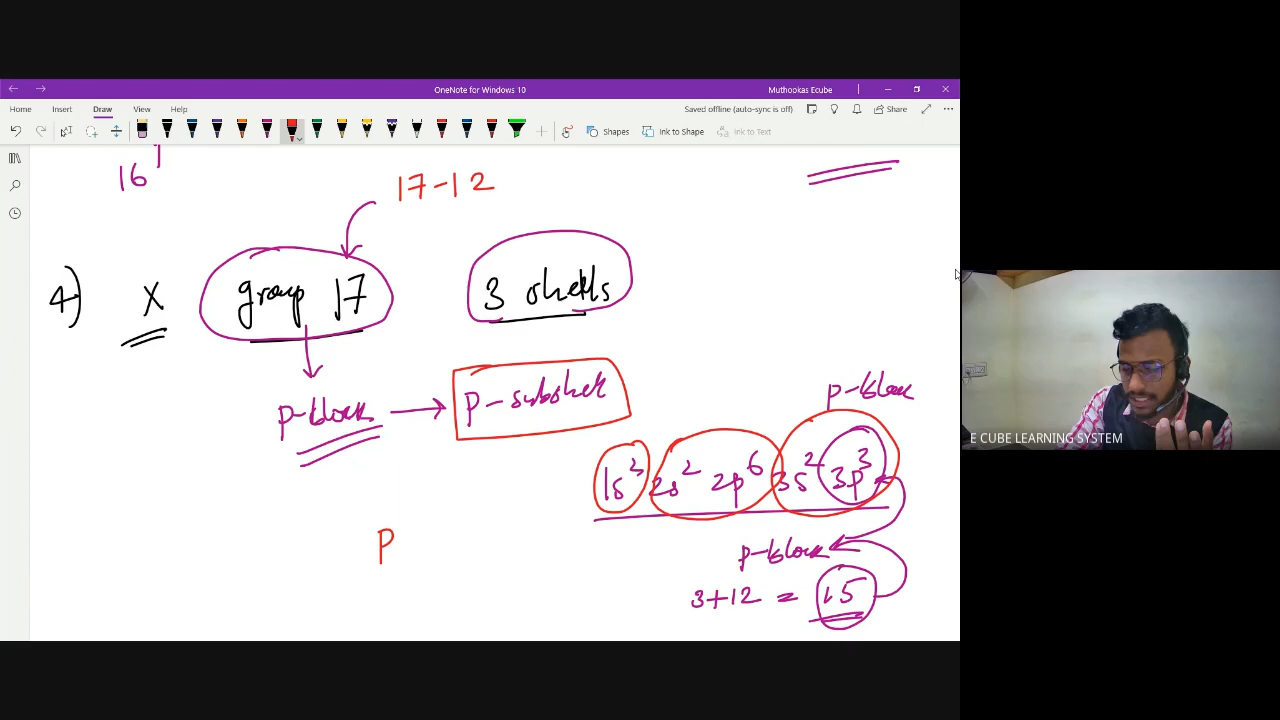 OneNote for Windows 10
Muthookas Ecube
Home Insert Draw View Help
Saved offline (auto-sync is off)
Share
Shapes
Ink to Shape
Ink to Text
16
17-12
4) X group 17 3 shells
p-block → p-subshell
p-block
1s² 2s² 2p⁶ 3s² 3p³
p
p-block
3+12 = 15
E CUBE LEARNING SYSTEM